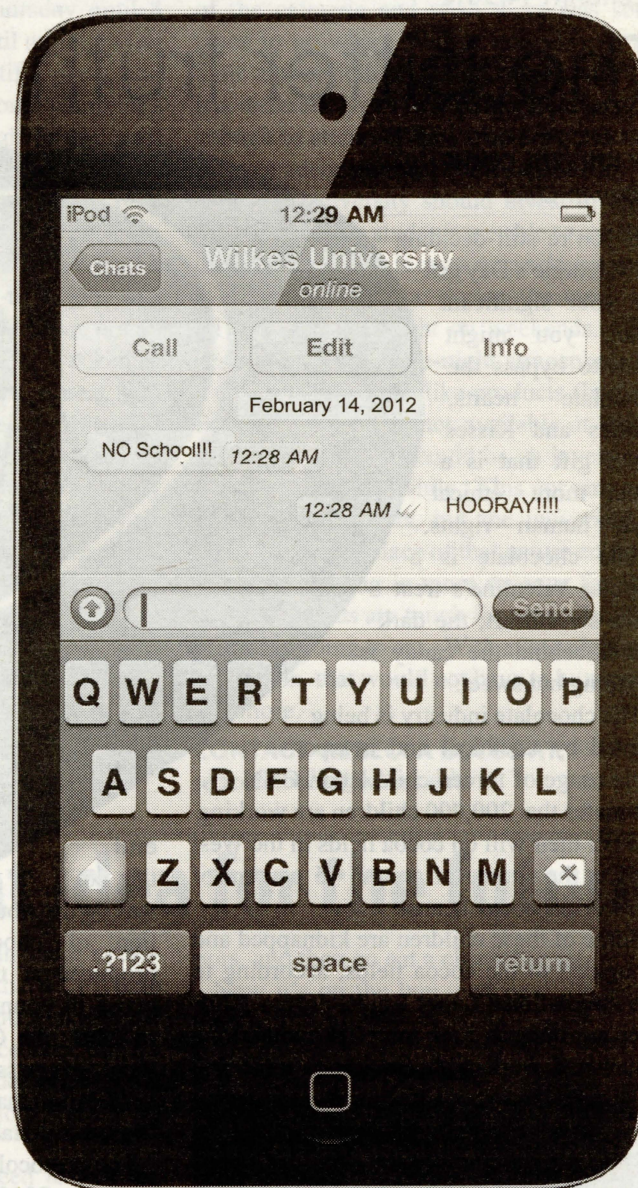 iPod 12:29 AM
Chats Wilkes University
online
Call Edit Info
February 14, 2012
NO School!!! 12:28 AM
12:28 AM HOORAY!!!!
Send
Q W E R T Y U I O P
A S D F G H J K L
Z X C V B N M
.?123 space return